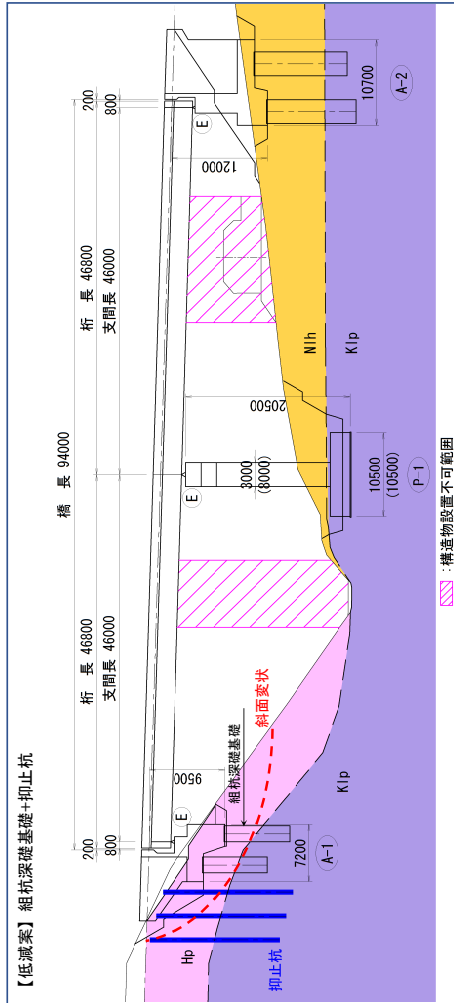 【低減案】組杭深礎基礎+抑止杭
橋 長 94000
200
桁 長 46800
桁 長 46800
200
800
支間長 46000
支間長 46000
800
E
E
E
9500
12000
20500
3000
(8000)
組杭深礎基礎
斜面変状
7200
A-1
10500
(10500)
P-1
10700
A-2
Hp
Klp
Nlh
Klp
抑止杭
:構造物設置不可範囲